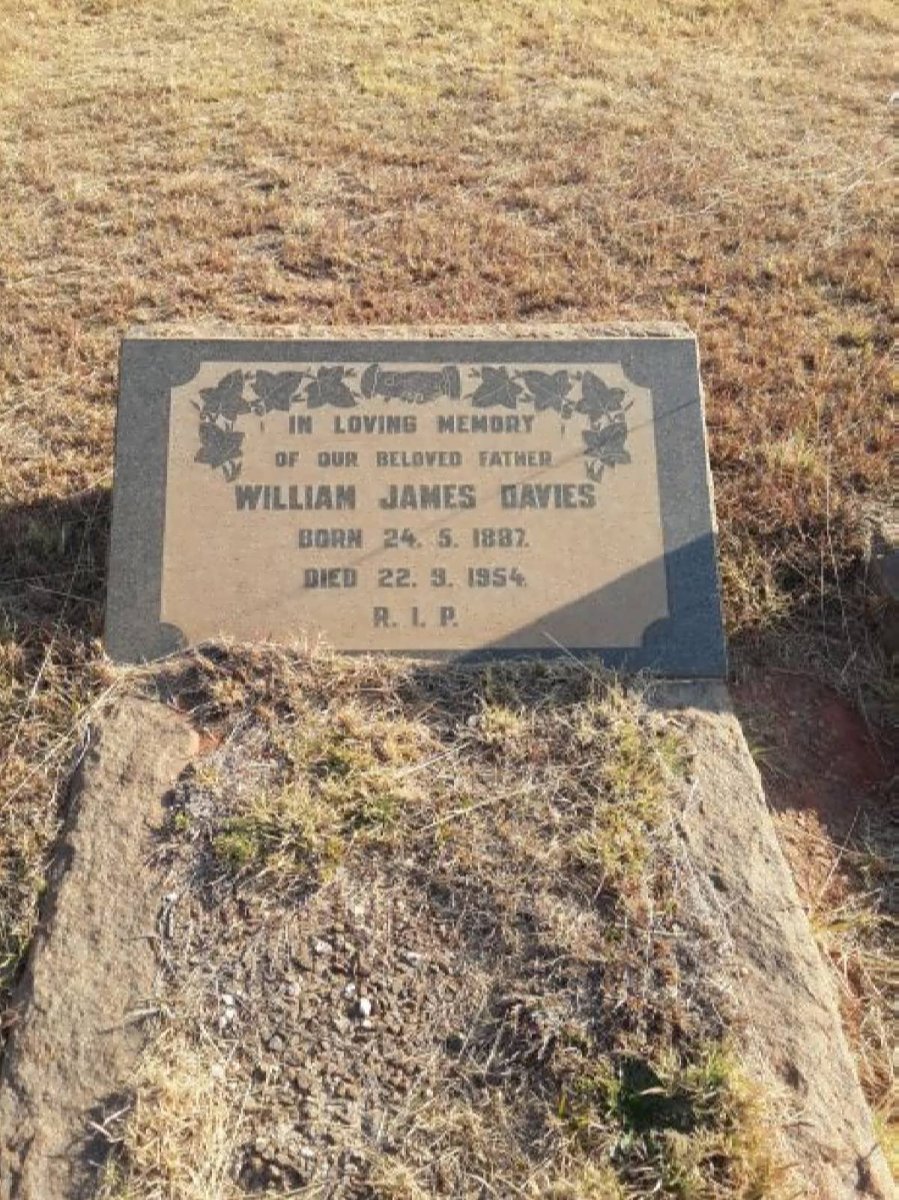 IN LOVING MEMORY
OF OUR BELOVED FATHER
WILLIAM JAMES DAVIES
BORN 24. 5. 1887.
DIED 22. 9. 1954.
R. I. P.